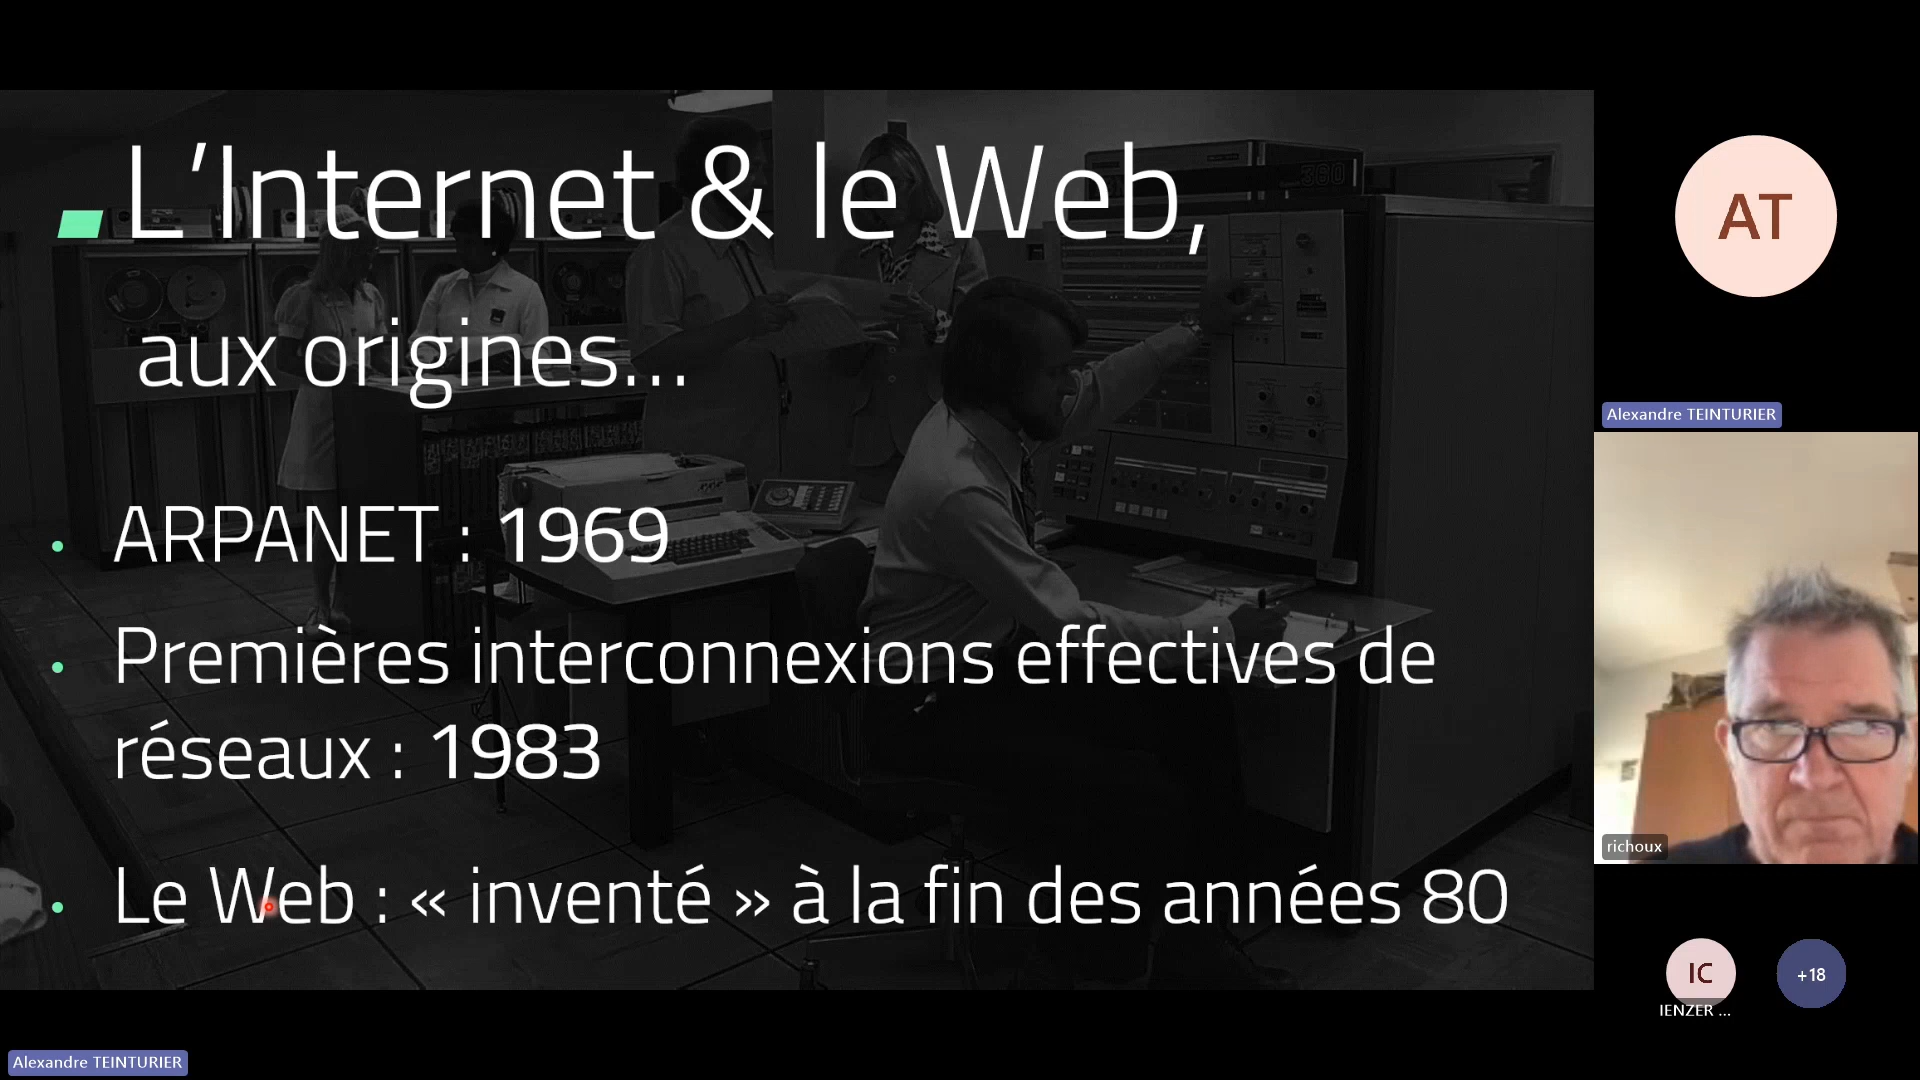 L’Internet & le Web,
aux origines...
ARPANET : 1969
Premières interconnexions effectives de
réseaux : 1983
Le Web : « inventé » à la fin des années 80
360
AT
Alexandre TEINTURIER
richoux
IC
IENZER ...
+18
Alexandre TEINTURIER